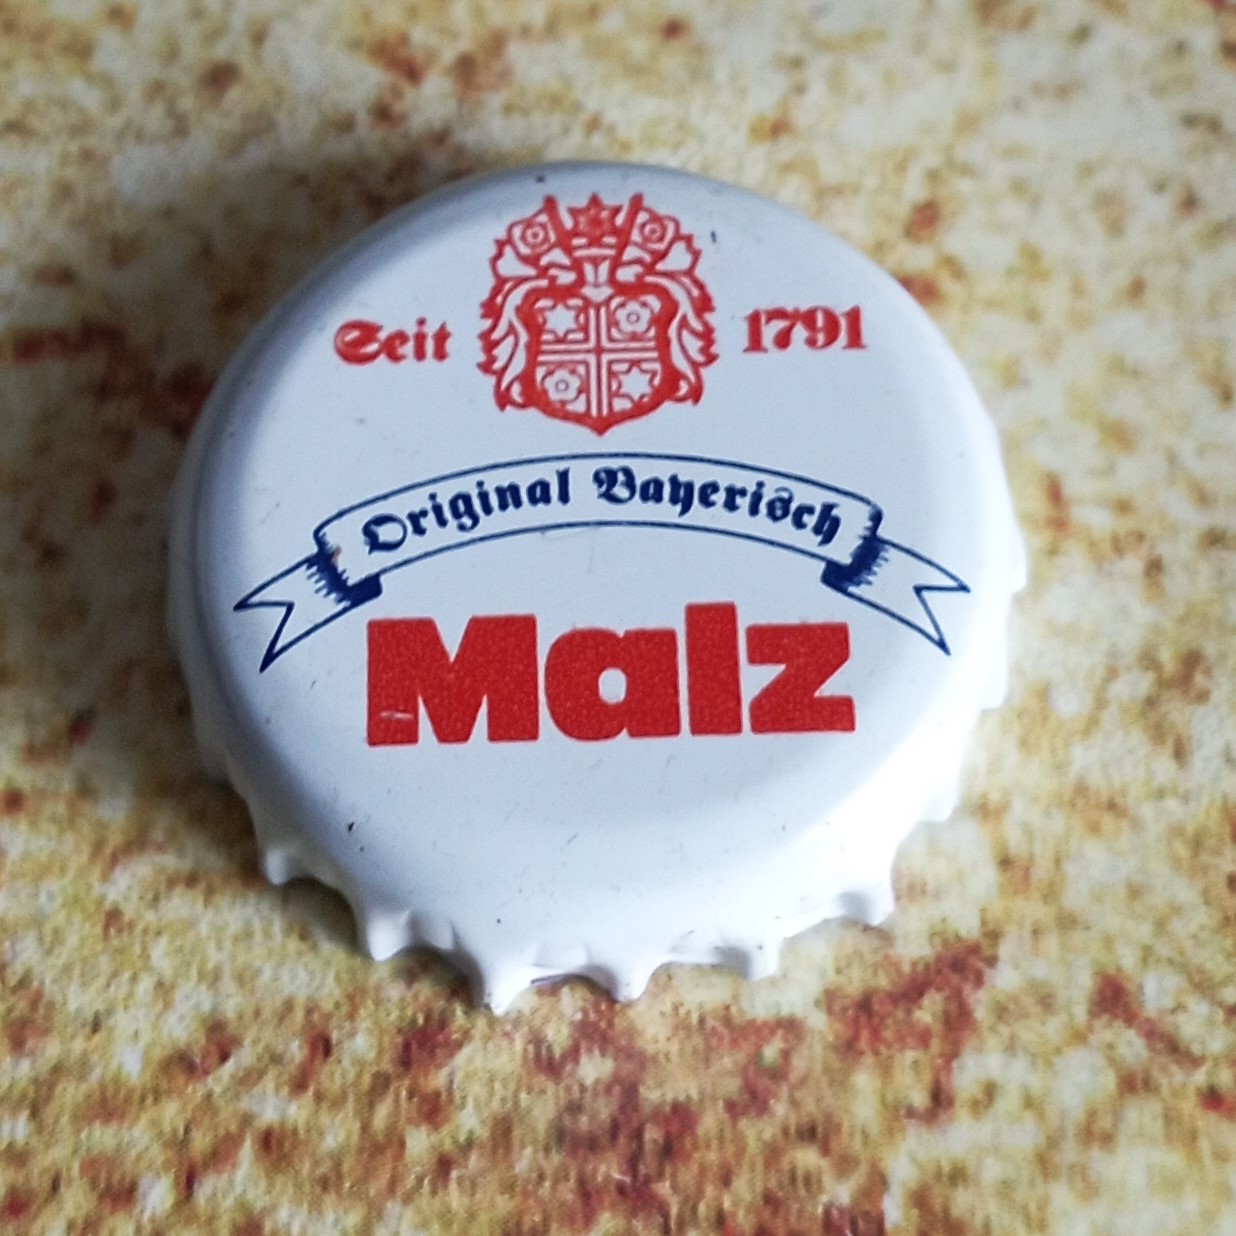 Seit 1791
Original Bayerisch
Malz